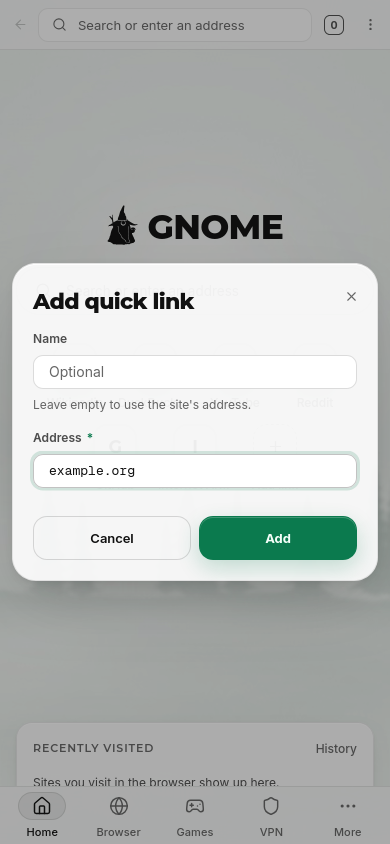 Search or enter an address
0
GNOME
Add quick link
Name
Optional
Leave empty to use the site's address.
Address *
example.org
Cancel
Add
RECENTLY VISITED
History
Sites you visit in the browser show up here.
Home
Browser
Games
VPN
More